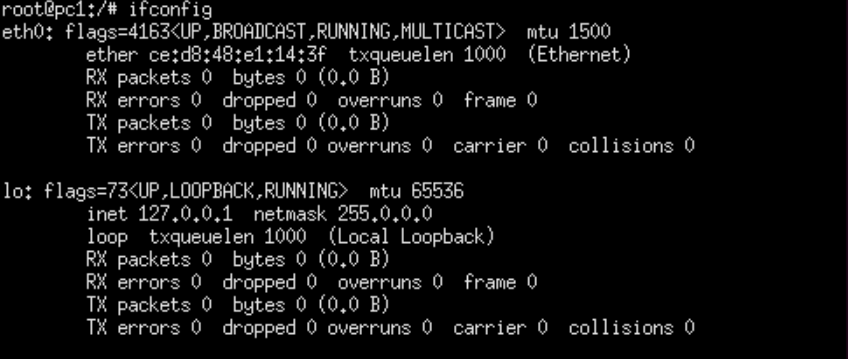 root@pc1:/# ifconfig
eth0: flags=4163<UP,BROADCAST,RUNNING,MULTICAST>  mtu 1500
        ether ce:d8:48:e1:14:3f  txqueuelen 1000  (Ethernet)
        RX packets 0  bytes 0 (0.0 B)
        RX errors 0  dropped 0  overruns 0  frame 0
        TX packets 0  bytes 0 (0.0 B)
        TX errors 0  dropped 0 overruns 0  carrier 0  collisions 0

lo: flags=73<UP,LOOPBACK,RUNNING>  mtu 65536
        inet 127.0.0.1  netmask 255.0.0.0
        loop  txqueuelen 1000  (Local Loopback)
        RX packets 0  bytes 0 (0.0 B)
        RX errors 0  dropped 0  overruns 0  frame 0
        TX packets 0  bytes 0 (0.0 B)
        TX errors 0  dropped 0 overruns 0  carrier 0  collisions 0